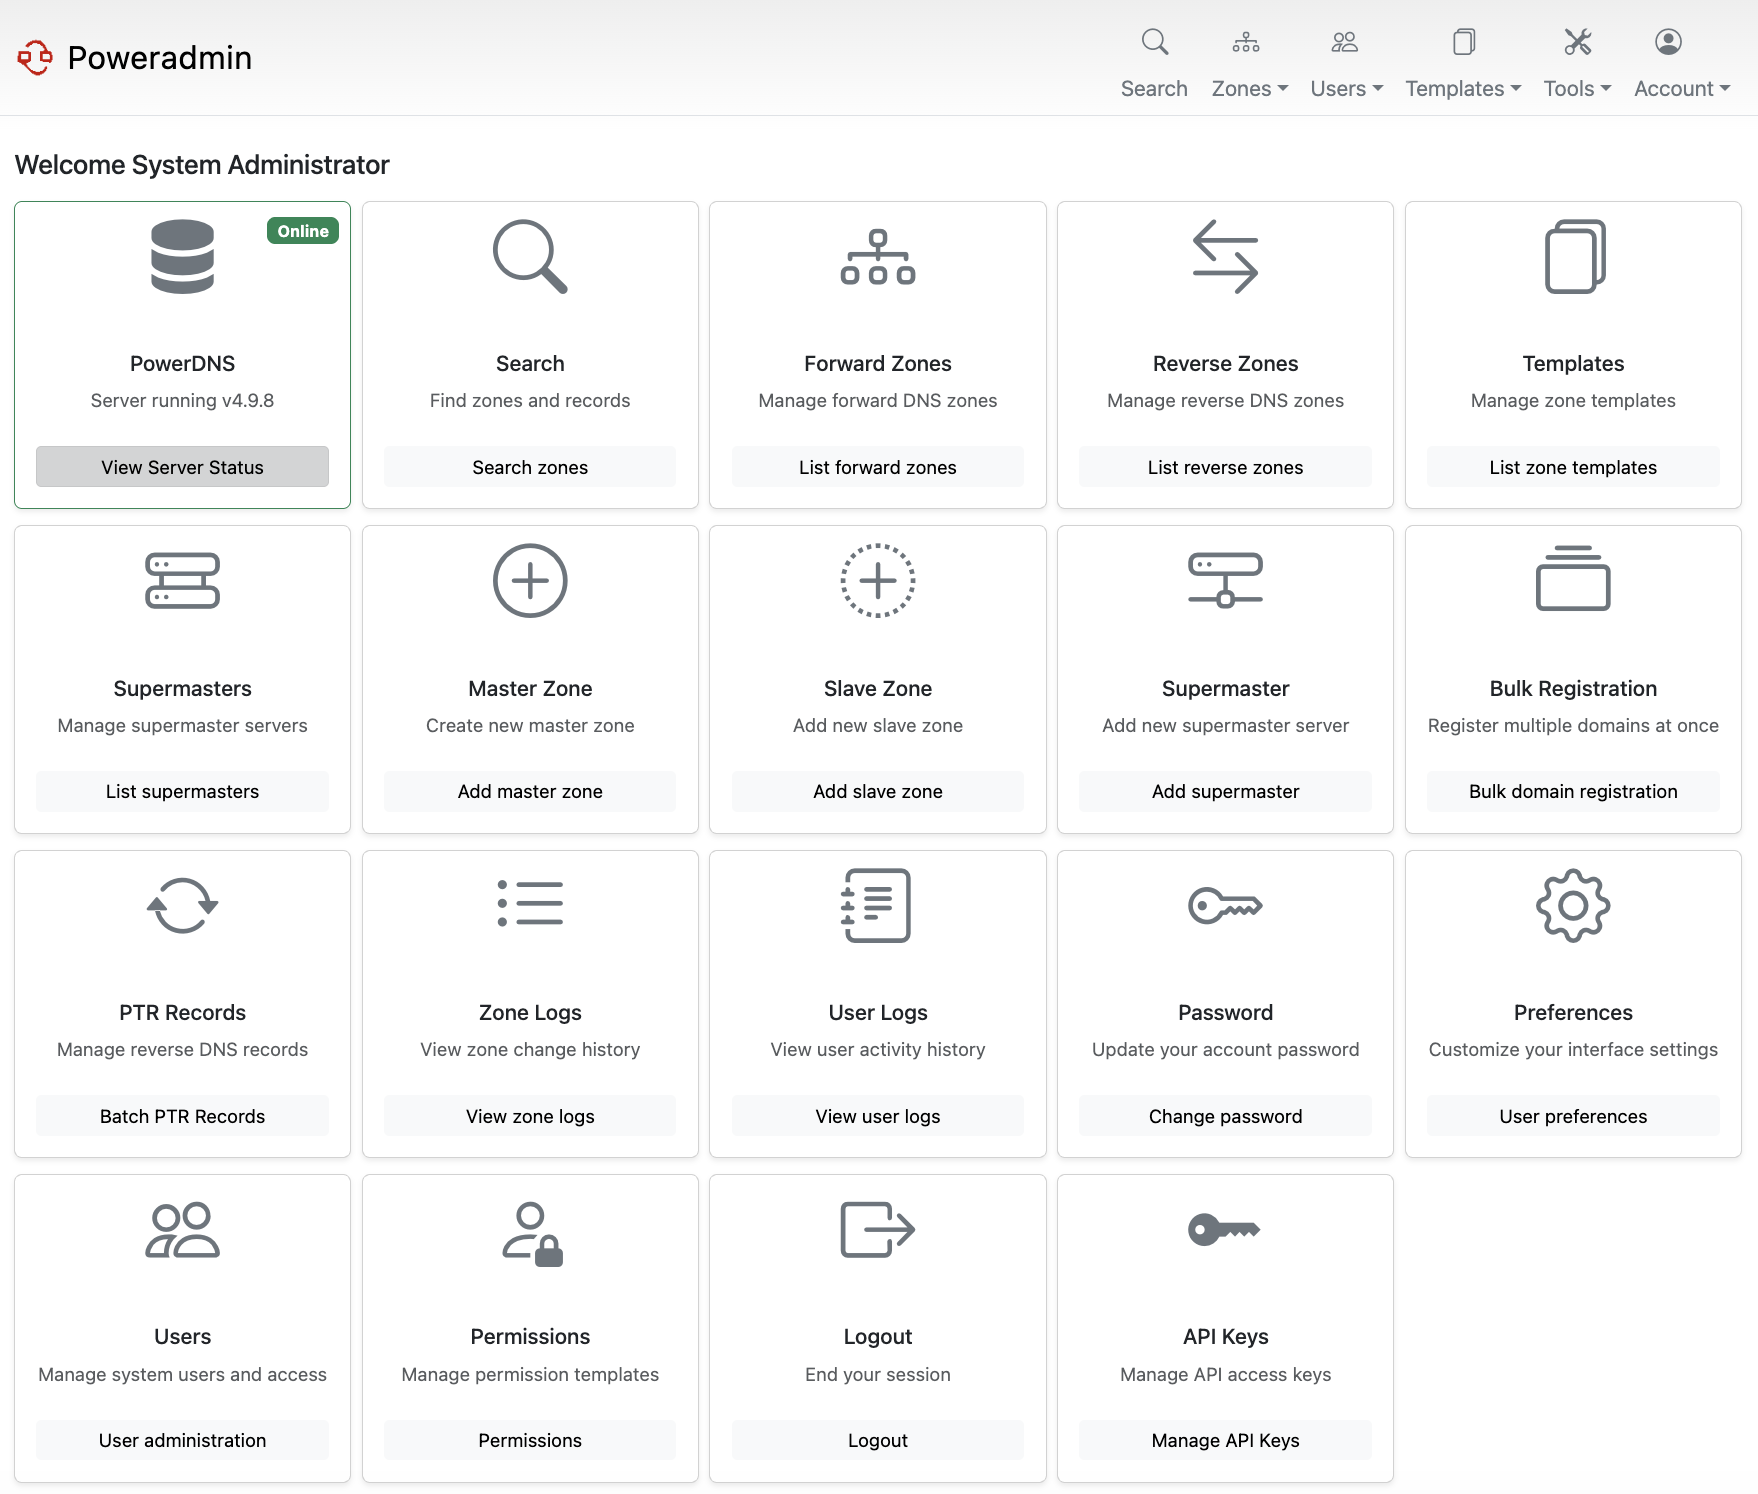 Poweradmin
Search
Zones
Users
Templates
Tools
Account
Welcome System Administrator
Online
PowerDNS
Server running v4.9.8
View Server Status
Search
Find zones and records
Search zones
Forward Zones
Manage forward DNS zones
List forward zones
Reverse Zones
Manage reverse DNS zones
List reverse zones
Templates
Manage zone templates
List zone templates
Supermasters
Manage supermaster servers
List supermasters
Master Zone
Create new master zone
Add master zone
Slave Zone
Add new slave zone
Add slave zone
Supermaster
Add new supermaster server
Add supermaster
Bulk Registration
Register multiple domains at once
Bulk domain registration
PTR Records
Manage reverse DNS records
Batch PTR Records
Zone Logs
View zone change history
View zone logs
User Logs
View user activity history
View user logs
Password
Update your account password
Change password
Preferences
Customize your interface settings
User preferences
Users
Manage system users and access
User administration
Permissions
Manage permission templates
Permissions
Logout
End your session
Logout
API Keys
Manage API access keys
Manage API Keys